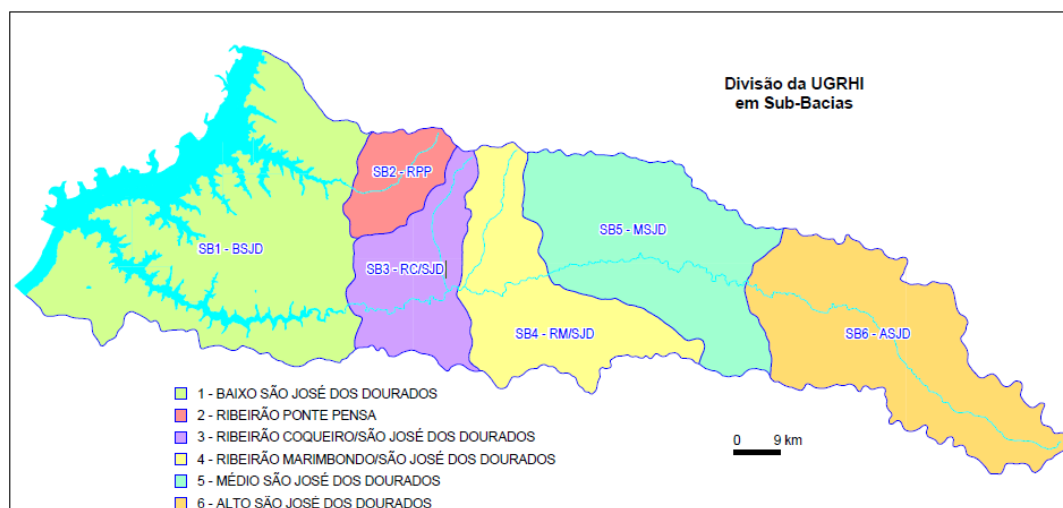 Divisão da UGRHI
em Sub-Bacias
SB2 - RPP
SB1 - BSJD
SB3 - RC/SJD
SB5 - MSJD
SB4 - RM/SJD
SB6 - ASJD
1 - BAIXO SÃO JOSÉ DOS DOURADOS
2 - RIBEIRÃO PONTE PENSA
3 - RIBEIRÃO COQUEIRO/SÃO JOSÉ DOS DOURADOS
4 - RIBEIRÃO MARIMBONDO/SÃO JOSÉ DOS DOURADOS
5 - MÉDIO SÃO JOSÉ DOS DOURADOS
6 - ALTO SÃO JOSÉ DOS DOURADOS
0 9 km